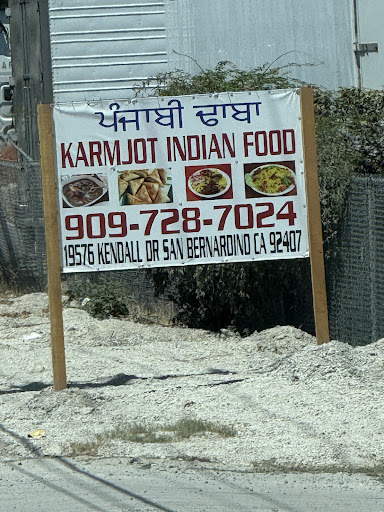 ਪੰਜਾਬੀ ਢਾਬਾ
KARMJOT INDIAN FOOD
909-728-7024
19576 KENDALL DR SAN BERNARDINO CA 92407